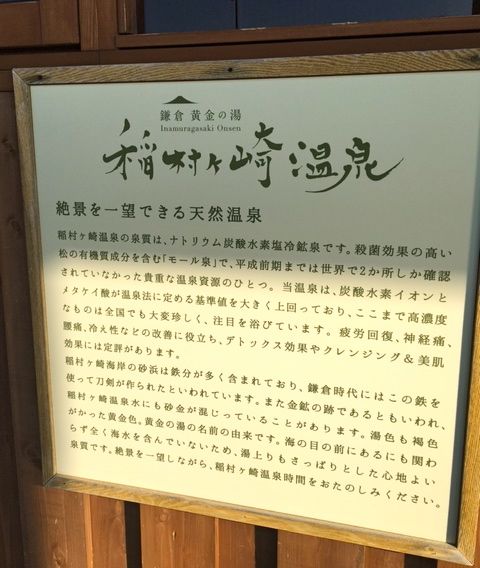 鎌倉 黄金の湯
Inamuragasaki Onsen
稲村ヶ崎温泉
絶景を一望できる天然温泉
稲村ヶ崎温泉の泉質は、ナトリウム炭酸水素塩冷鉱泉です。殺菌効果の高い
松の有機質成分を含む「モール泉」で、平成前期までは世界で2か所しか確認
されていなかった貴重な温泉資源のひとつ。当温泉は、炭酸水素イオンと
メタケイ酸が温泉法に定める基準値を大きく上回っており、ここまで高濃度
なものは全国でも大変珍しく、注目を浴びています。疲労回復、神経痛、
腰痛、冷え性などの改善に役立ち、デトックス効果やクレンジング&美肌
効果には定評があります。
稲村ヶ崎海岸の砂浜は鉄分が多く含まれており、鎌倉時代にはこの鉄を
使って刀剣が作られたといわれています。また金鉱の跡であるともいわれ、
稲村ヶ崎温泉水にも砂金が混じっていることがあります。湯色も褐色
がかった黄金色。黄金の湯の名前の由来です。海の目の前にあるにも関わ
らず全く海水を含んでいないため、湯上りもさっぱりとした心地よい
泉質です。絶景を一望しながら、稲村ヶ崎温泉時間をおたのしみください。